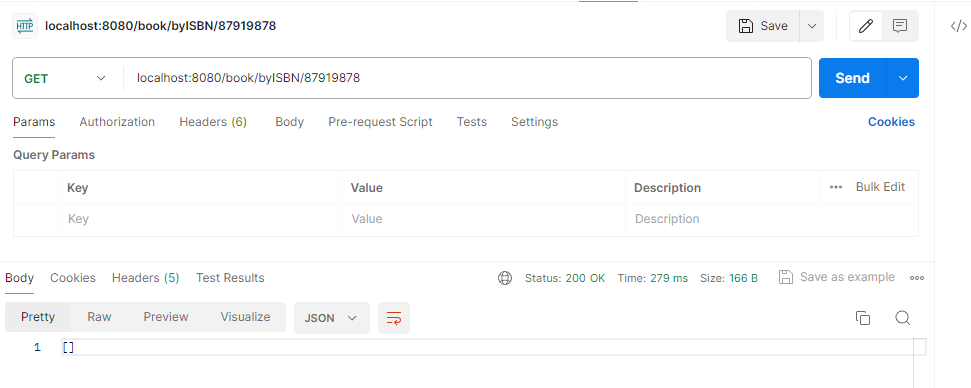 HTTP localhost:8080/book/byISBN/87919878 Save </>
GET localhost:8080/book/byISBN/87919878 Send
Params Authorization Headers (6) Body Pre-request Script Tests Settings Cookies
Query Params
Key Value Description ••• Bulk Edit
Key Value Description
Body Cookies Headers (5) Test Results Status: 200 OK Time: 279 ms Size: 166 B Save as example •••
Pretty Raw Preview Visualize JSON
1 []